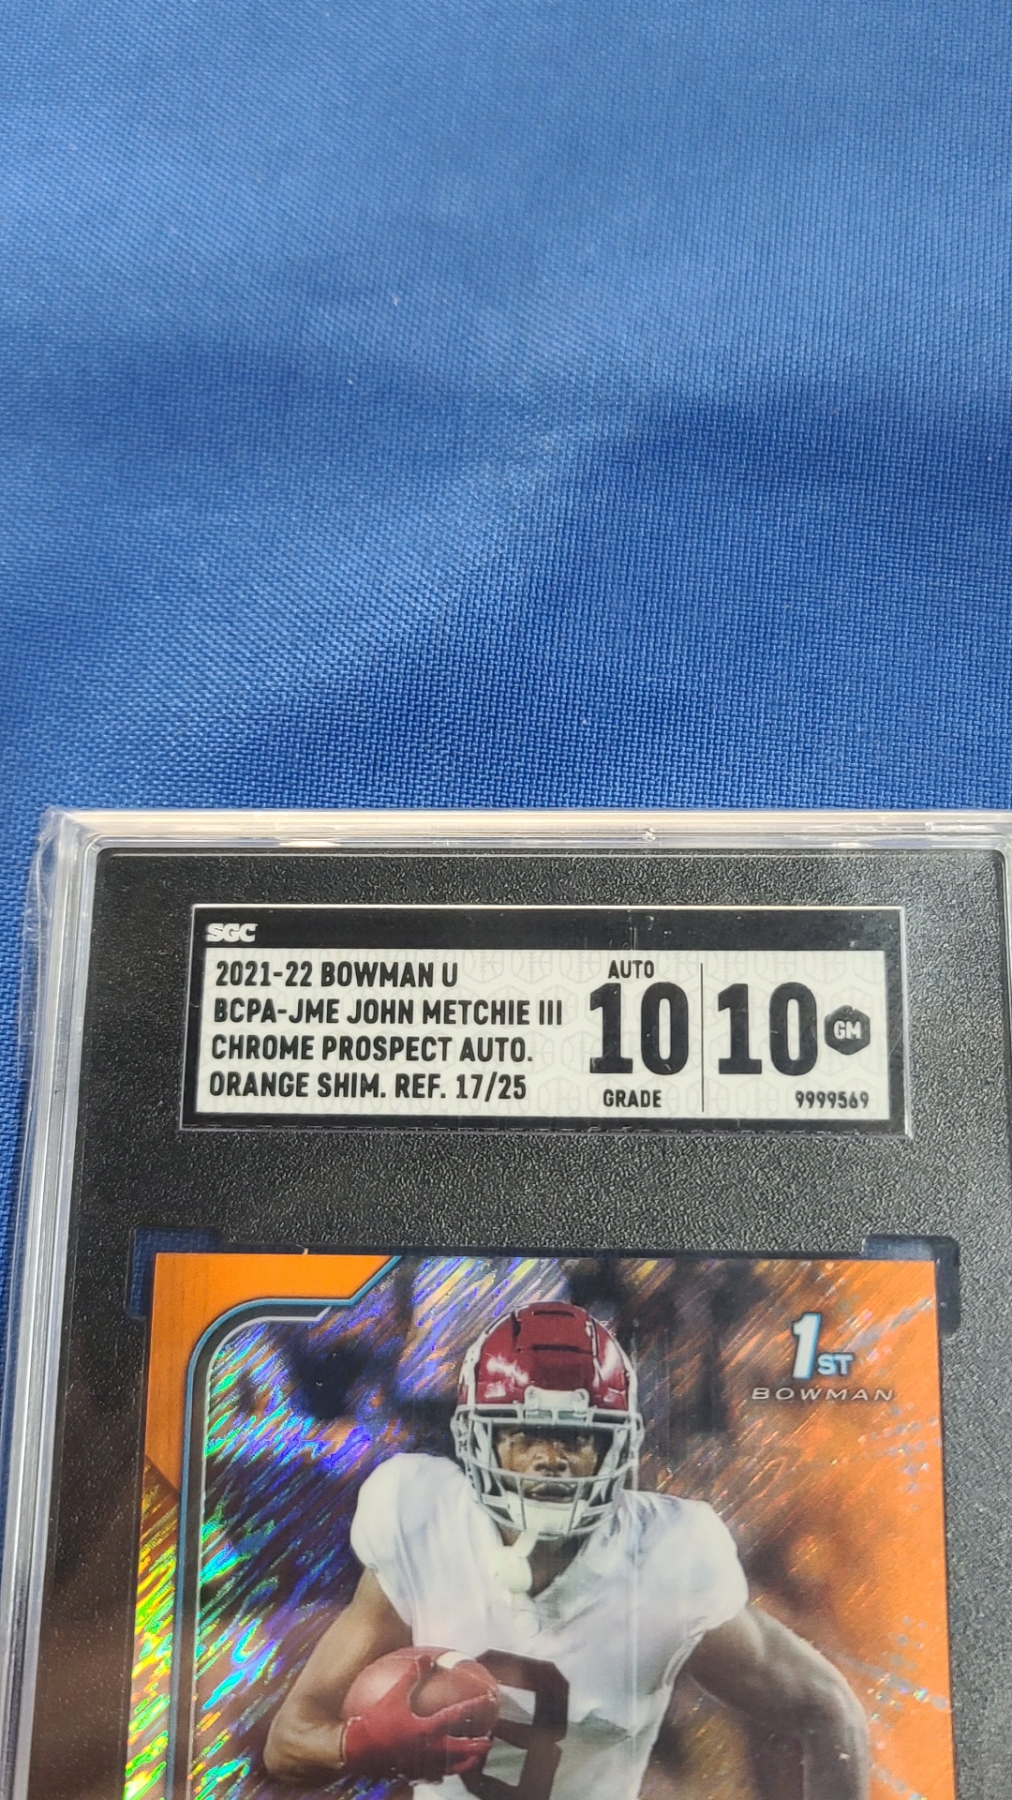 SGC
2021-22 BOWMAN U
BCPA-JME JOHN METCHIE III
CHROME PROSPECT AUTO.
ORANGE SHIM. REF. 17/25
AUTO
10
GRADE
10
GM
9999569
1ST
BOWMAN
8